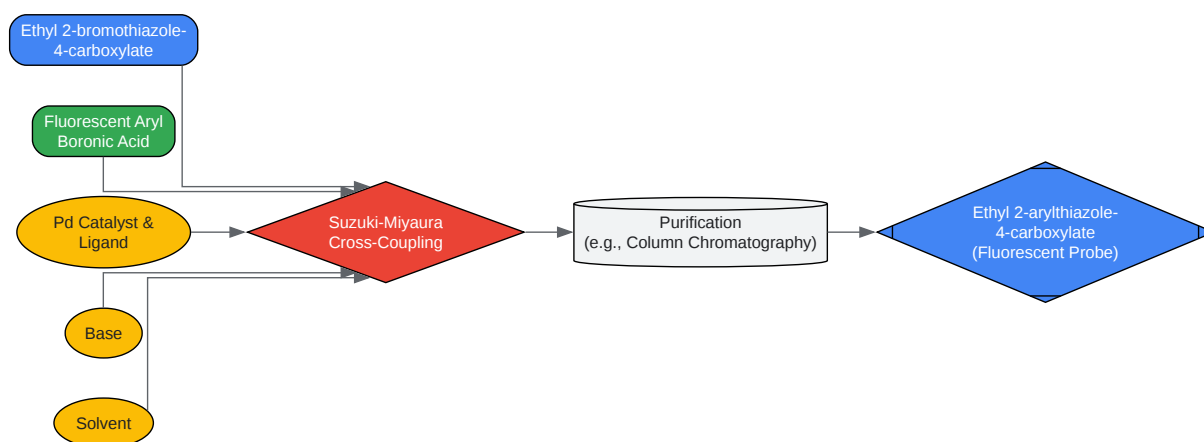 Ethyl 2-bromothiazole-
4-carboxylate
Fluorescent Aryl
Boronic Acid
Pd Catalyst &
Ligand
Base
Solvent
Suzuki-Miyaura
Cross-Coupling
Purification
(e.g., Column Chromatography)
Ethyl 2-arylthiazole-
4-carboxylate
(Fluorescent Probe)